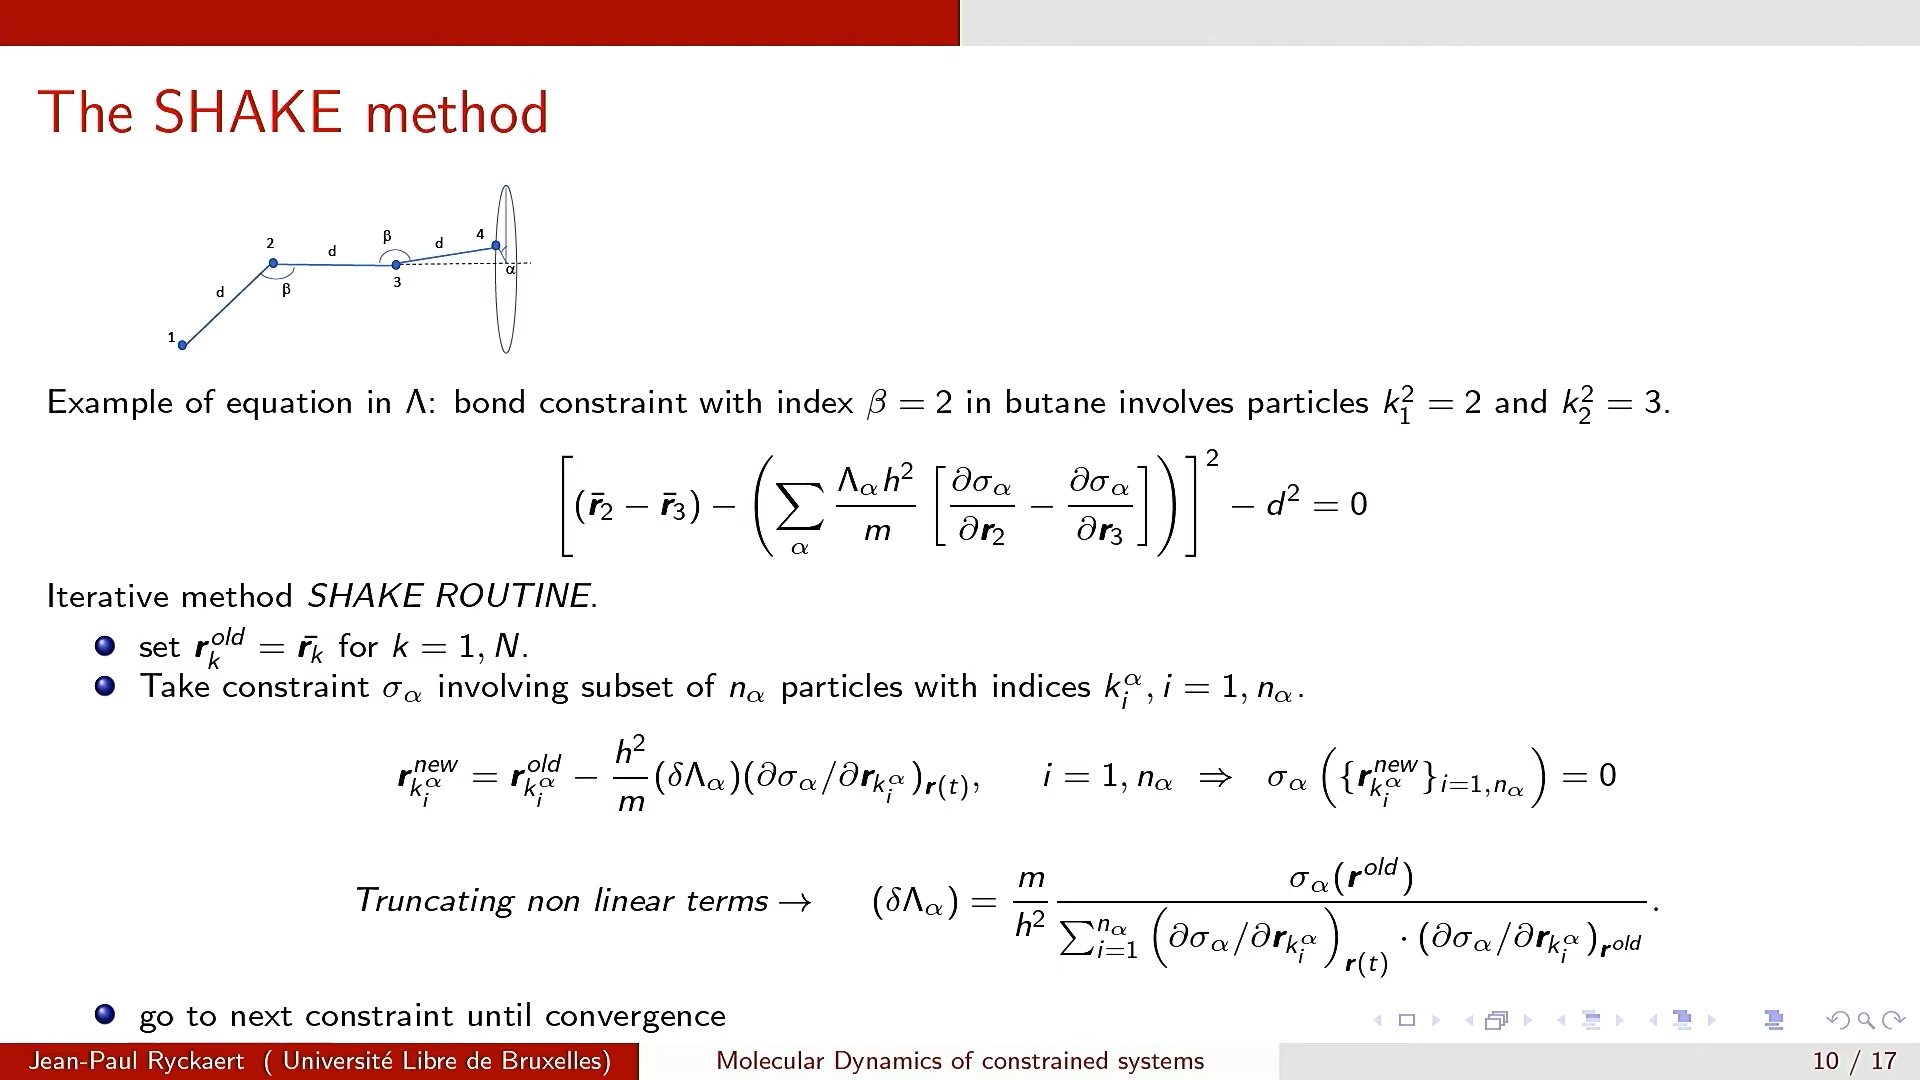 The SHAKE method
2 d β d 4
d β 3 α
1
Example of equation in Λ: bond constraint with index β = 2 in butane involves particles k₁² = 2 and k₂² = 3.
[(r̄₂ − r̄₃) − (∑_α Λ_α h²/m [∂σ_α/∂r₂ − ∂σ_α/∂r₃])]² − d² = 0
Iterative method SHAKE ROUTINE.
set r_k^old = r̄_k for k = 1, N.
Take constraint σ_α involving subset of n_α particles with indices k_i^α, i = 1, n_α.
r_{k_i^α}^new = r_{k_i^α}^old − h²/m (δΛ_α)(∂σ_α/∂r_{k_i^α})_{r(t)}, i = 1, n_α ⇒ σ_α ({r_{k_i^α}^new}_{i=1,n_α}) = 0
Truncating non linear terms → (δΛ_α) = m/h² σ_α(r^old) / ∑_{i=1}^{n_α} (∂σ_α/∂r_{k_i^α})_{r(t)} · (∂σ_α/∂r_{k_i^α})_{r^old}.
go to next constraint until convergence
Jean-Paul Ryckaert ( Université Libre de Bruxelles) Molecular Dynamics of constrained systems 10 / 17